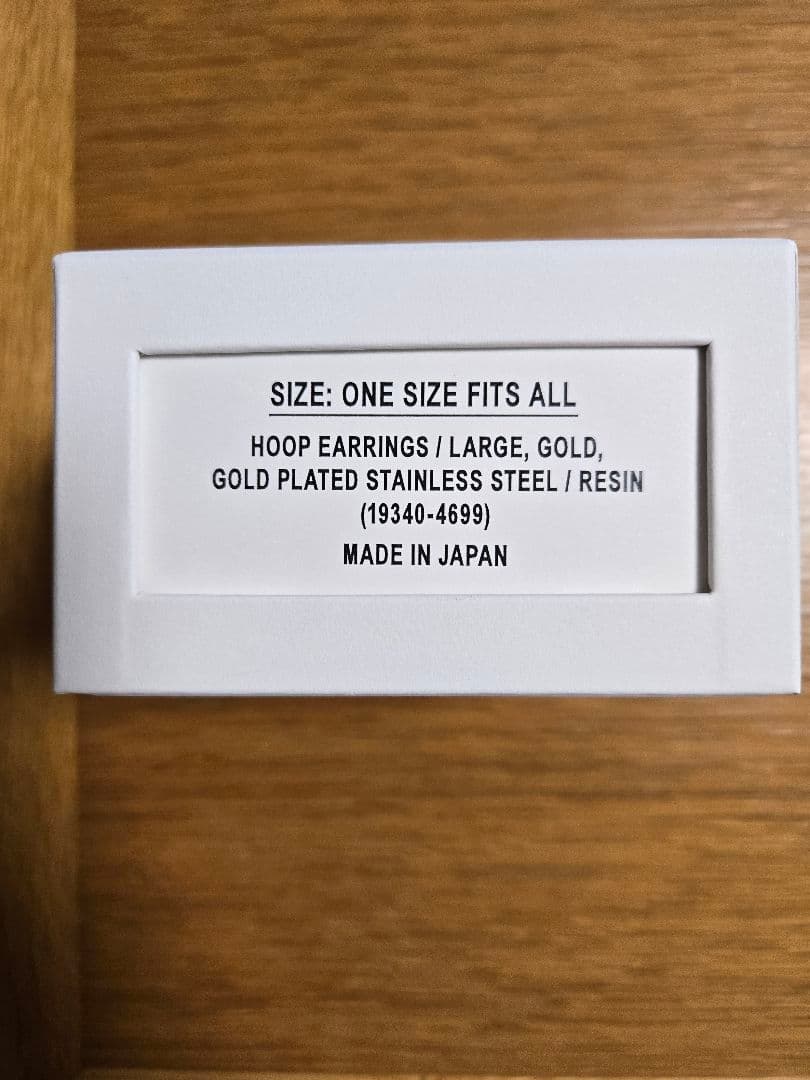 SIZE: ONE SIZE FITS ALL
HOOP EARRINGS / LARGE, GOLD,
GOLD PLATED STAINLESS STEEL / RESIN
(19340-4699)
MADE IN JAPAN